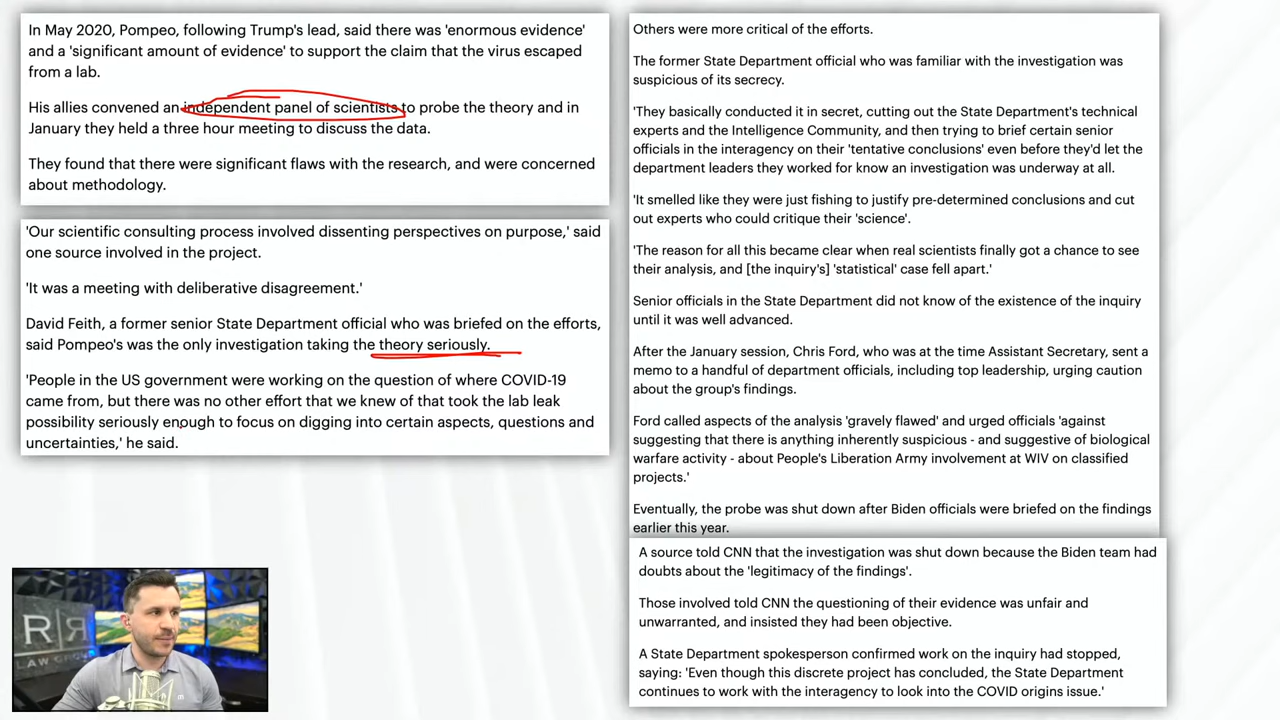 In May 2020, Pompeo, following Trump's lead, said there was 'enormous evidence'
and a 'significant amount of evidence' to support the claim that the virus escaped
from a lab.
His allies convened an independent panel of scientists to probe the theory and in
January they held a three hour meeting to discuss the data.
They found that there were significant flaws with the research, and were concerned
about methodology.
'Our scientific consulting process involved dissenting perspectives on purpose,' said
one source involved in the project.
'It was a meeting with deliberative disagreement.'
David Feith, a former senior State Department official who was briefed on the efforts,
said Pompeo's was the only investigation taking the theory seriously.
'People in the US government were working on the question of where COVID-19
came from, but there was no other effort that we knew of that took the lab leak
possibility seriously enough to focus on digging into certain aspects, questions and
uncertainties,' he said.
Others were more critical of the efforts.
The former State Department official who was familiar with the investigation was
suspicious of its secrecy.
'They basically conducted it in secret, cutting out the State Department's technical
experts and the Intelligence Community, and then trying to brief certain senior
officials in the interagency on their 'tentative conclusions' even before they'd let the
department leaders they worked for know an investigation was underway at all.
'It smelled like they were just fishing to justify pre-determined conclusions and cut
out experts who could critique their 'science'.
'The reason for all this became clear when real scientists finally got a chance to see
their analysis, and [the inquiry's] 'statistical' case fell apart.'
Senior officials in the State Department did not know of the existence of the inquiry
until it was well advanced.
After the January session, Chris Ford, who was at the time Assistant Secretary, sent a
memo to a handful of department officials, including top leadership, urging caution
about the group's findings.
Ford called aspects of the analysis 'gravely flawed' and urged officials 'against
suggesting that there is anything inherently suspicious - and suggestive of biological
warfare activity - about People's Liberation Army involvement at WIV on classified
projects.'
Eventually, the probe was shut down after Biden officials were briefed on the findings
earlier this year.
A source told CNN that the investigation was shut down because the Biden team had
doubts about the 'legitimacy of the findings'.
Those involved told CNN the questioning of their evidence was unfair and
unwarranted, and insisted they had been objective.
A State Department spokesperson confirmed work on the inquiry had stopped,
saying: 'Even though this discrete project has concluded, the State Department
continues to work with the interagency to look into the COVID origins issue.'
R|R
LAW GROUP